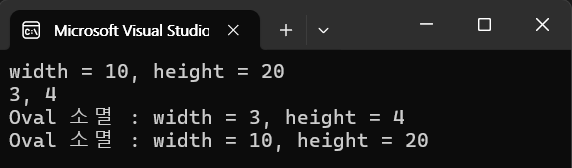 Microsoft Visual Studio
width = 10, height = 20
3, 4
Oval 소멸 : width = 3, height = 4
Oval 소멸 : width = 10, height = 20